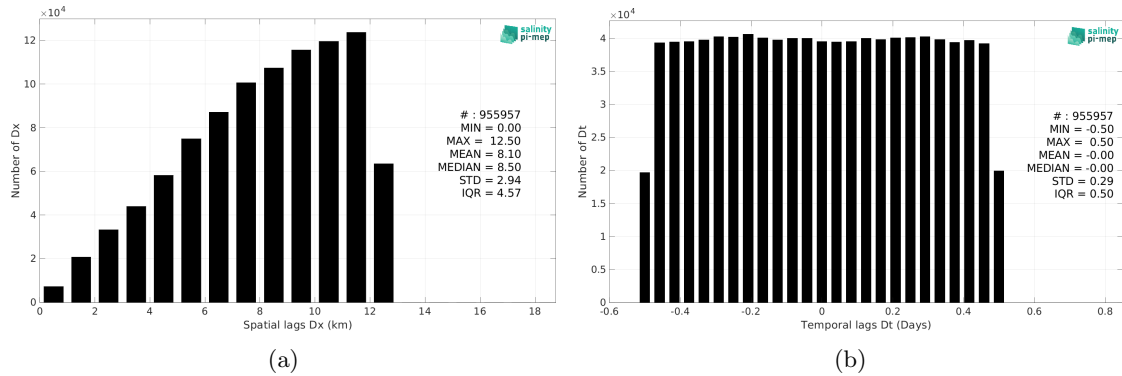 ×10⁴
12
10
8
6
4
2
0
Number of Dx
0 2 4 6 8 10 12 14 16 18
Spatial lags Dx (km)
salinity
pi-mep
# : 955957
MIN = 0.00
MAX = 12.50
MEAN = 8.10
MEDIAN = 8.50
STD = 2.94
IQR = 4.57
(a)
×10⁴
4
3.5
3
2.5
2
1.5
1
0.5
0
Number of Dt
-0.6 -0.4 -0.2 0 0.2 0.4 0.6 0.8
Temporal lags Dt (Days)
salinity
pi-mep
# : 955957
MIN = -0.50
MAX = 0.50
MEAN = -0.00
MEDIAN = -0.00
STD = 0.29
IQR = 0.50
(b)